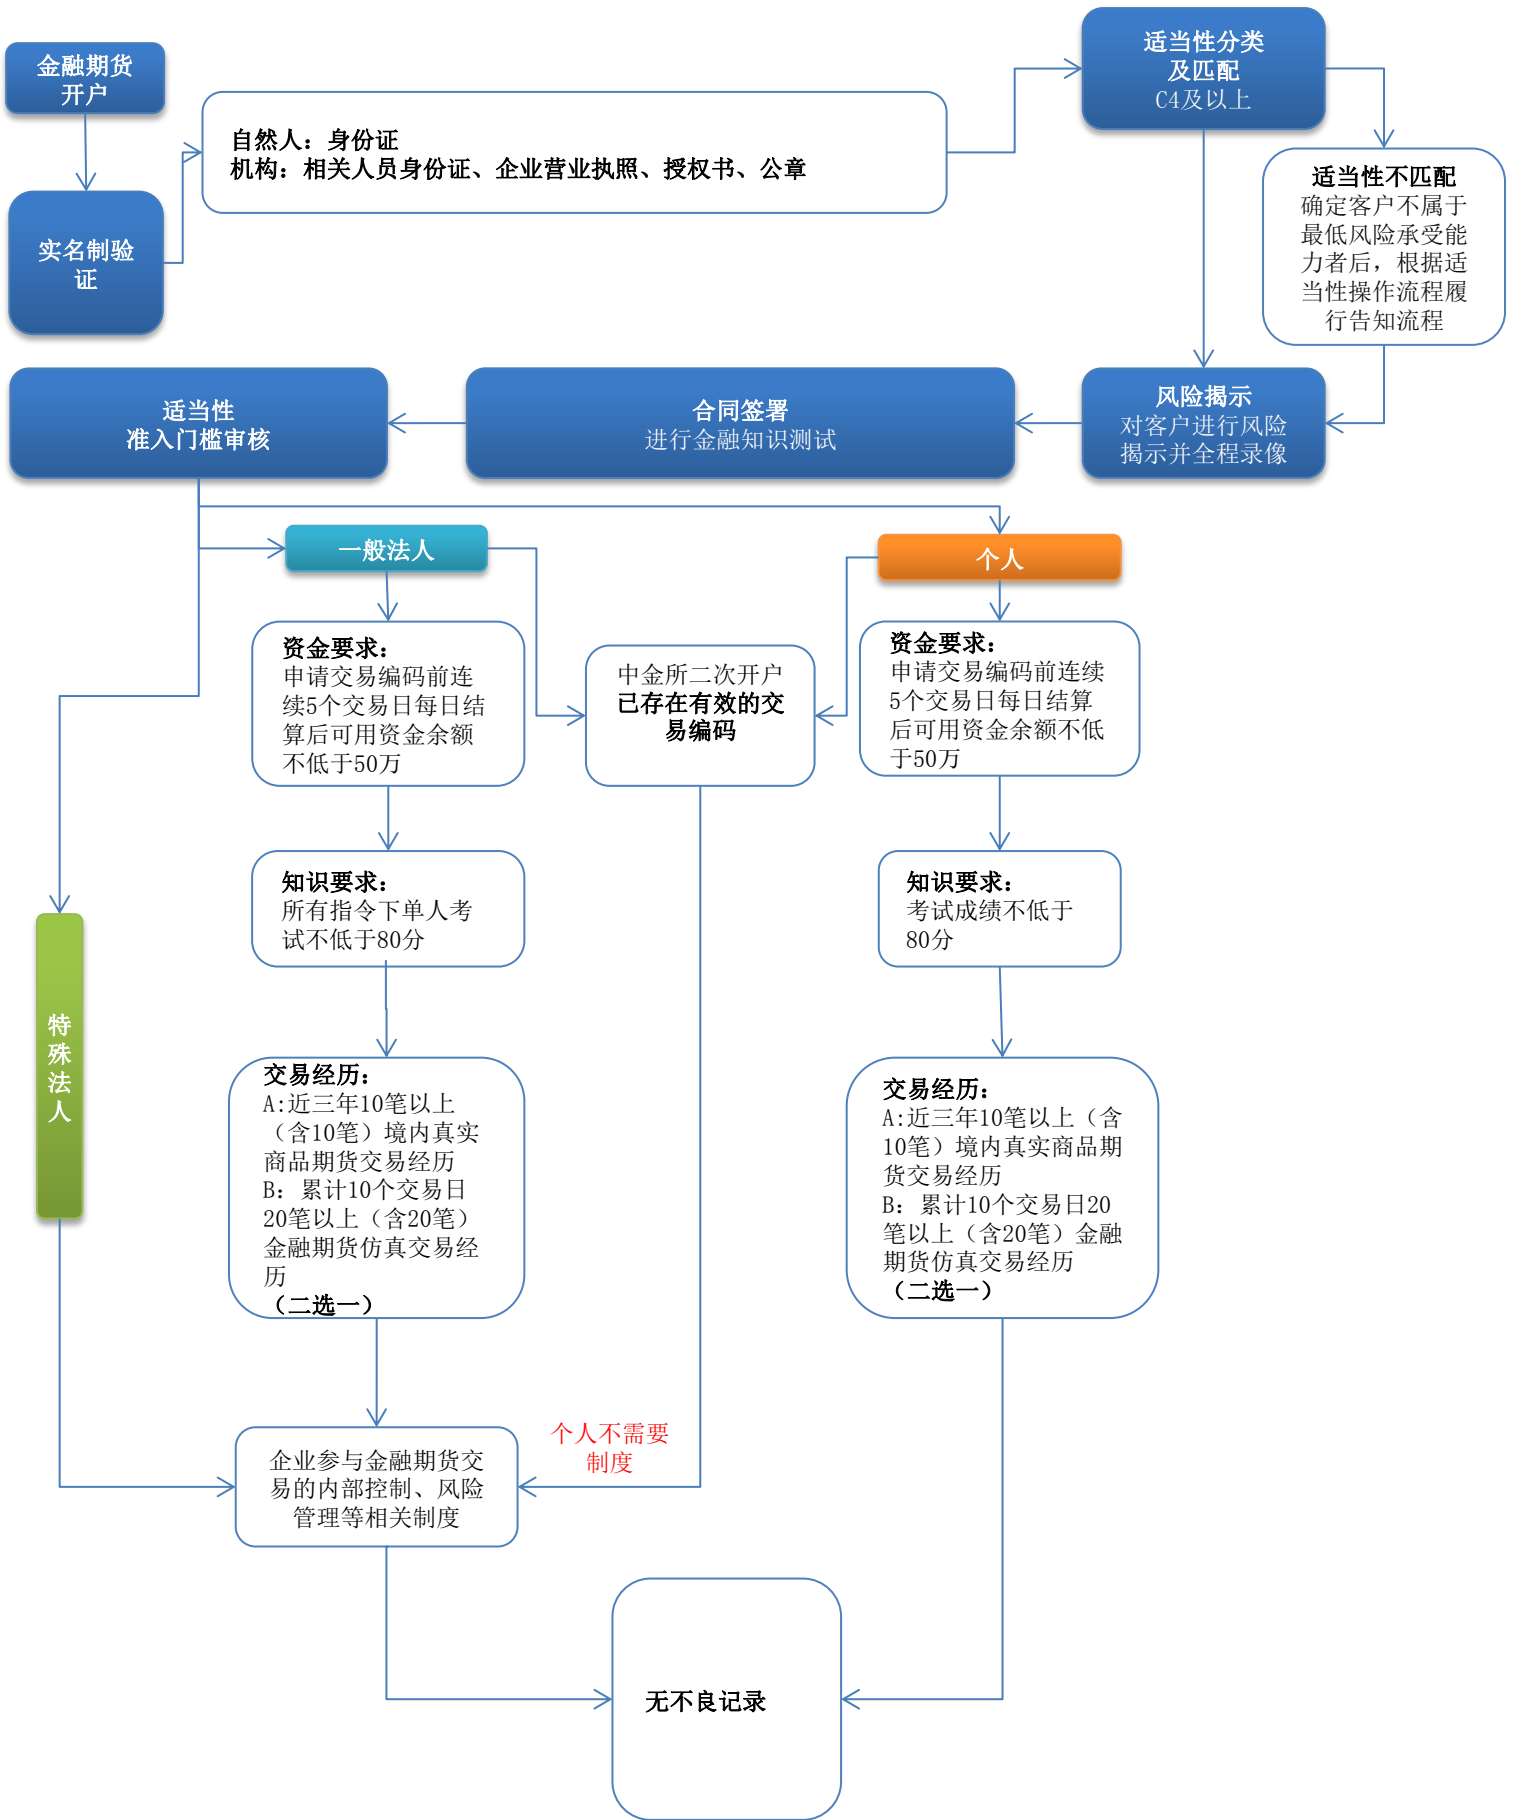 金融期货
开户
实名制验
证
自然人：身份证
机构：相关人员身份证、企业营业执照、授权书、公章
适当性分类
及匹配
C4及以上
适当性不匹配
确定客户不属于
最低风险承受能
力者后，根据适
当性操作流程履
行告知流程
风险揭示
对客户进行风险
揭示并全程录像
合同签署
进行金融知识测试
适当性
准入门槛审核
一般法人
个人
资金要求：
申请交易编码前连
续5个交易日每日结
算后可用资金余额
不低于50万
中金所二次开户
已存在有效的交
易编码
资金要求：
申请交易编码前连续
5个交易日每日结算
后可用资金余额不低
于50万
知识要求：
所有指令下单人考
试不低于80分
知识要求：
考试成绩不低于
80分
特
殊
法
人
交易经历：
A:近三年10笔以上
（含10笔）境内真实
商品期货交易经历
B：累计10个交易日
20笔以上（含20笔）
金融期货仿真交易经
历
（二选一）
交易经历：
A:近三年10笔以上（含
10笔）境内真实商品期
货交易经历
B：累计10个交易日20
笔以上（含20笔）金融
期货仿真交易经历
（二选一）
个人不需要
制度
企业参与金融期货交
易的内部控制、风险
管理等相关制度
无不良记录